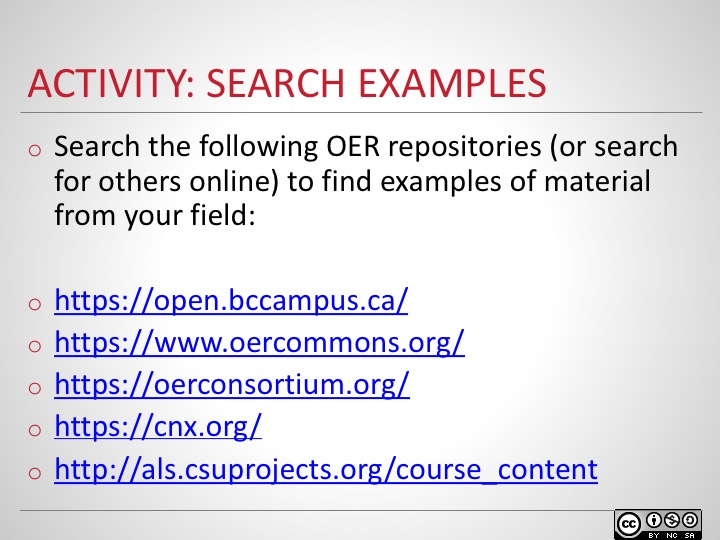 ACTIVITY: SEARCH EXAMPLES
o Search the following OER repositories (or search
for others online) to find examples of material
from your field:
o https://open.bccampus.ca/
o https://www.oercommons.org/
o https://oerconsortium.org/
o https://cnx.org/
o http://als.csuprojects.org/course_content
cc
BY NC SA